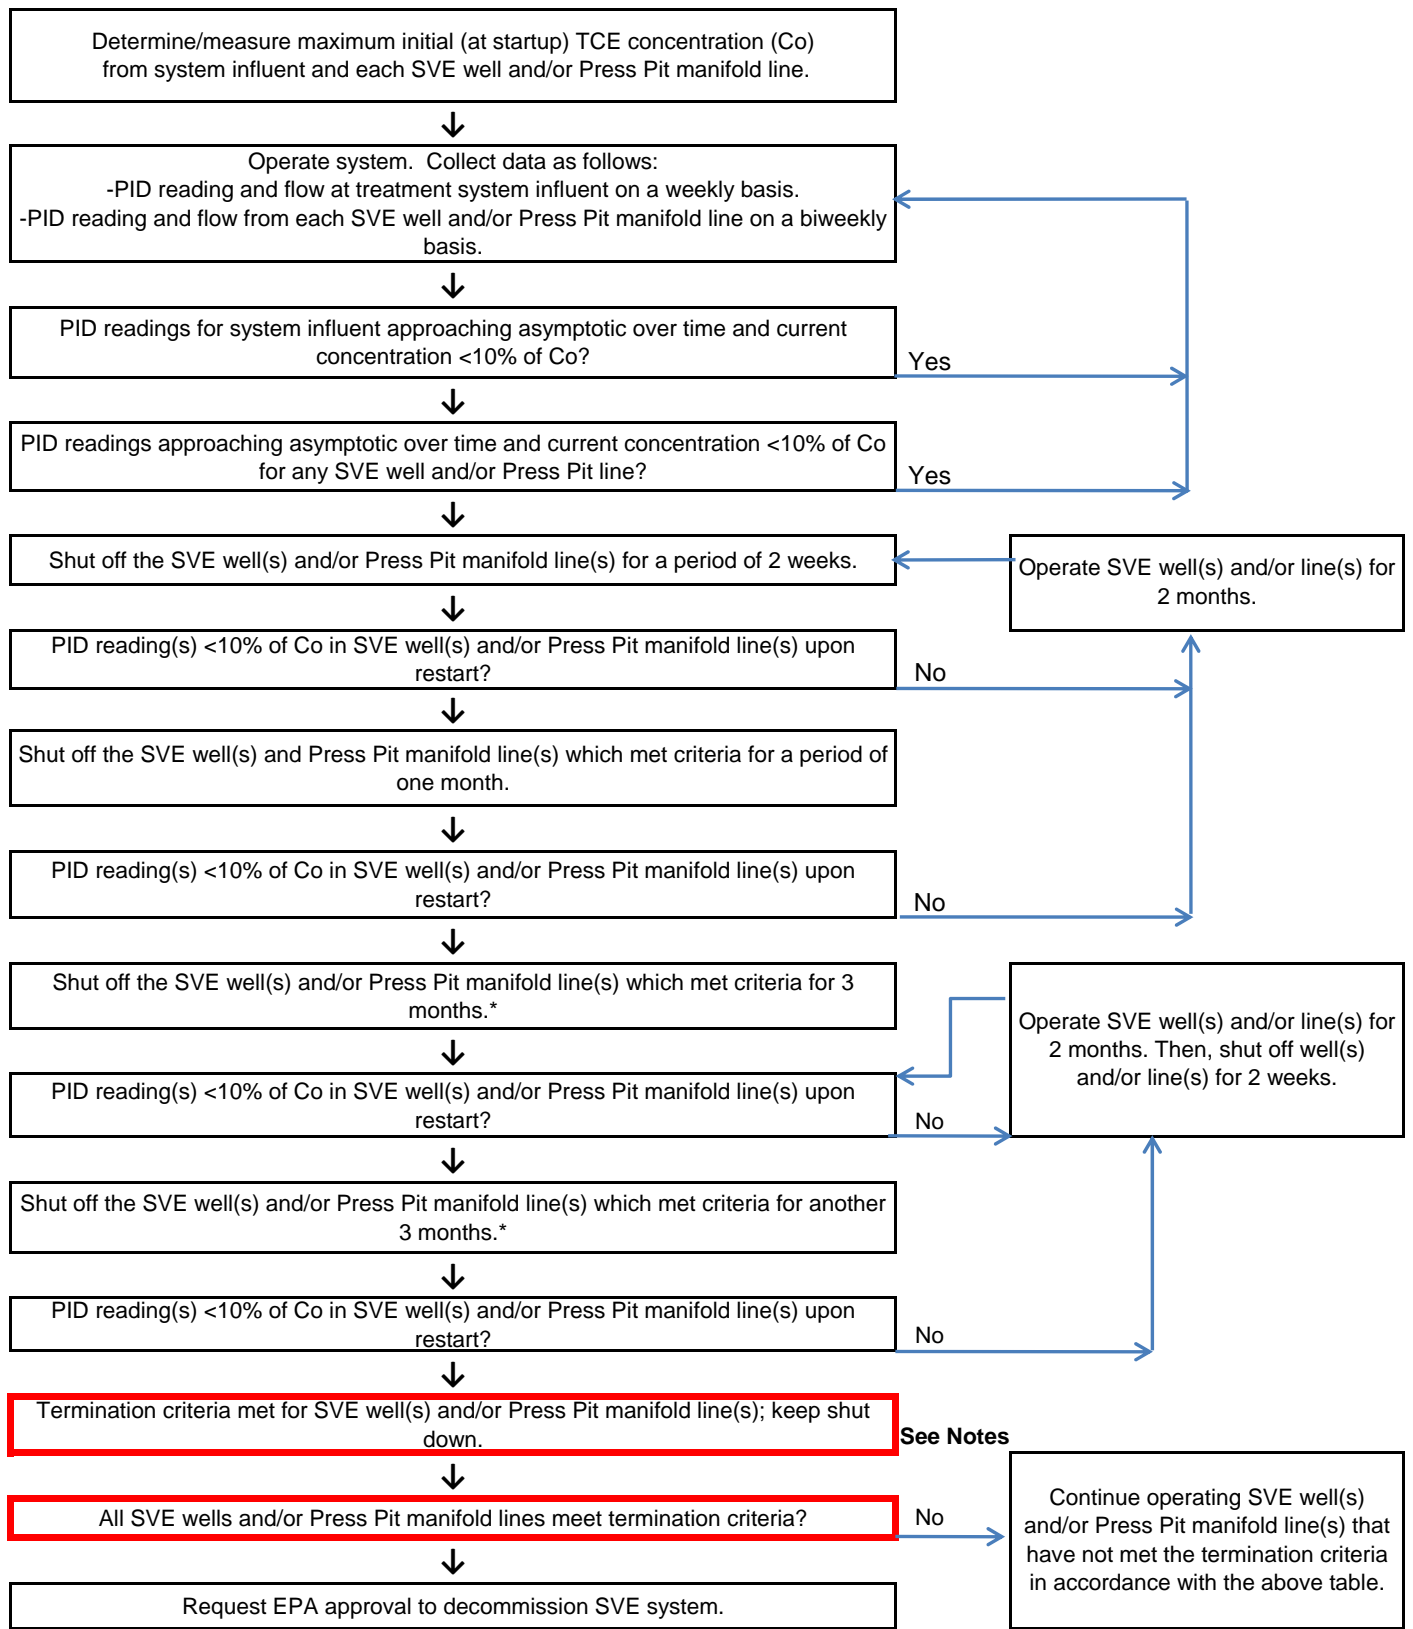 Determine/measure maximum initial (at startup) TCE concentration (Co)
from system influent and each SVE well and/or Press Pit manifold line.
Operate system.  Collect data as follows:
-PID reading and flow at treatment system influent on a weekly basis.
-PID reading and flow from each SVE well and/or Press Pit manifold line on a biweekly
basis.
PID readings for system influent approaching asymptotic over time and current
concentration <10% of Co?
Yes
PID readings approaching asymptotic over time and current concentration <10% of Co
for any SVE well and/or Press Pit line?
Yes
Shut off the SVE well(s) and/or Press Pit manifold line(s) for a period of 2 weeks.
Operate SVE well(s) and/or line(s) for
2 months.
PID reading(s) <10% of Co in SVE well(s) and/or Press Pit manifold line(s) upon
restart?
No
Shut off the SVE well(s) and Press Pit manifold line(s) which met criteria for a period of
one month.
PID reading(s) <10% of Co in SVE well(s) and/or Press Pit manifold line(s) upon
restart?
No
Shut off the SVE well(s) and/or Press Pit manifold line(s) which met criteria for 3
months.*
Operate SVE well(s) and/or line(s) for
2 months. Then, shut off well(s)
and/or line(s) for 2 weeks.
PID reading(s) <10% of Co in SVE well(s) and/or Press Pit manifold line(s) upon
restart?
No
Shut off the SVE well(s) and/or Press Pit manifold line(s) which met criteria for another
3 months.*
PID reading(s) <10% of Co in SVE well(s) and/or Press Pit manifold line(s) upon
restart?
No
Termination criteria met for SVE well(s) and/or Press Pit manifold line(s); keep shut
down.
See Notes
All SVE wells and/or Press Pit manifold lines meet termination criteria?
No
Continue operating SVE well(s)
and/or Press Pit manifold line(s) that
have not met the termination criteria
in accordance with the above table.
Request EPA approval to decommission SVE system.